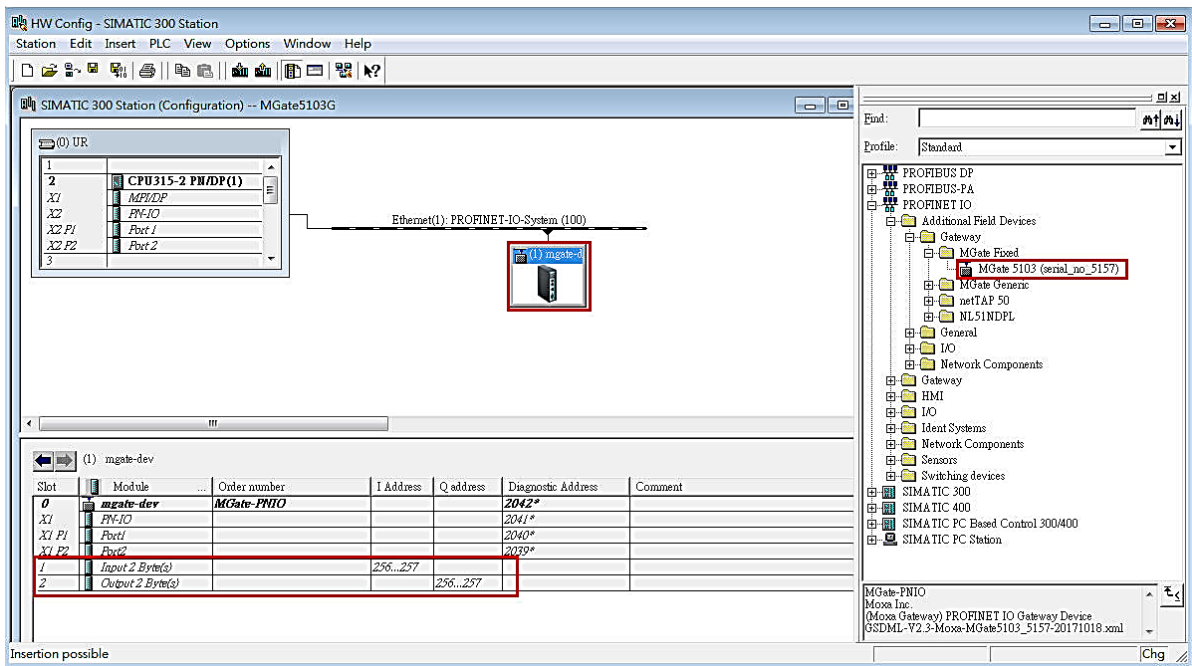 HW Config - SIMATIC 300 Station
Station Edit Insert PLC View Options Window Help
SIMATIC 300 Station (Configuration) -- MGate5103G
(0) UR
1
2 CPU315-2 PN/DP(1)
X1 MPI/DP
X2 PN-IO
X2 P1 Port 1
X2 P2 Port 2
3
Ethernet(1): PROFINET-IO-System (100)
(1) mgate-d
Find:
Profile: Standard
PROFIBUS DP
PROFIBUS-PA
PROFINET IO
Additional Field Devices
Gateway
MGate Fixed
MGate 5103 (serial_no_5157)
MGate Generic
netTAP 50
NL51NDPL
General
I/O
Network Components
Gateway
HMI
I/O
Ident Systems
Network Components
Sensors
Switching devices
SIMATIC 300
SIMATIC 400
SIMATIC PC Based Control 300/400
SIMATIC PC Station
(1) mgate-dev
Slot Module ... Order number I Address Q address Diagnostic Address Comment
0 mgate-dev MGate-PNIO 2042*
X1 PN-IO 2041*
X1 P1 Port1 2040*
X1 P2 Port2 2039*
1 Input 2 Byte(s) 256...257
2 Output 2 Byte(s) 256...257
MGate-PNIO
Moxa Inc.
(Moxa Gateway) PROFINET IO Gateway Device
GSDML-V2.3-Moxa-MGate5103_5157-20171018.xml
Insertion possible
Chg